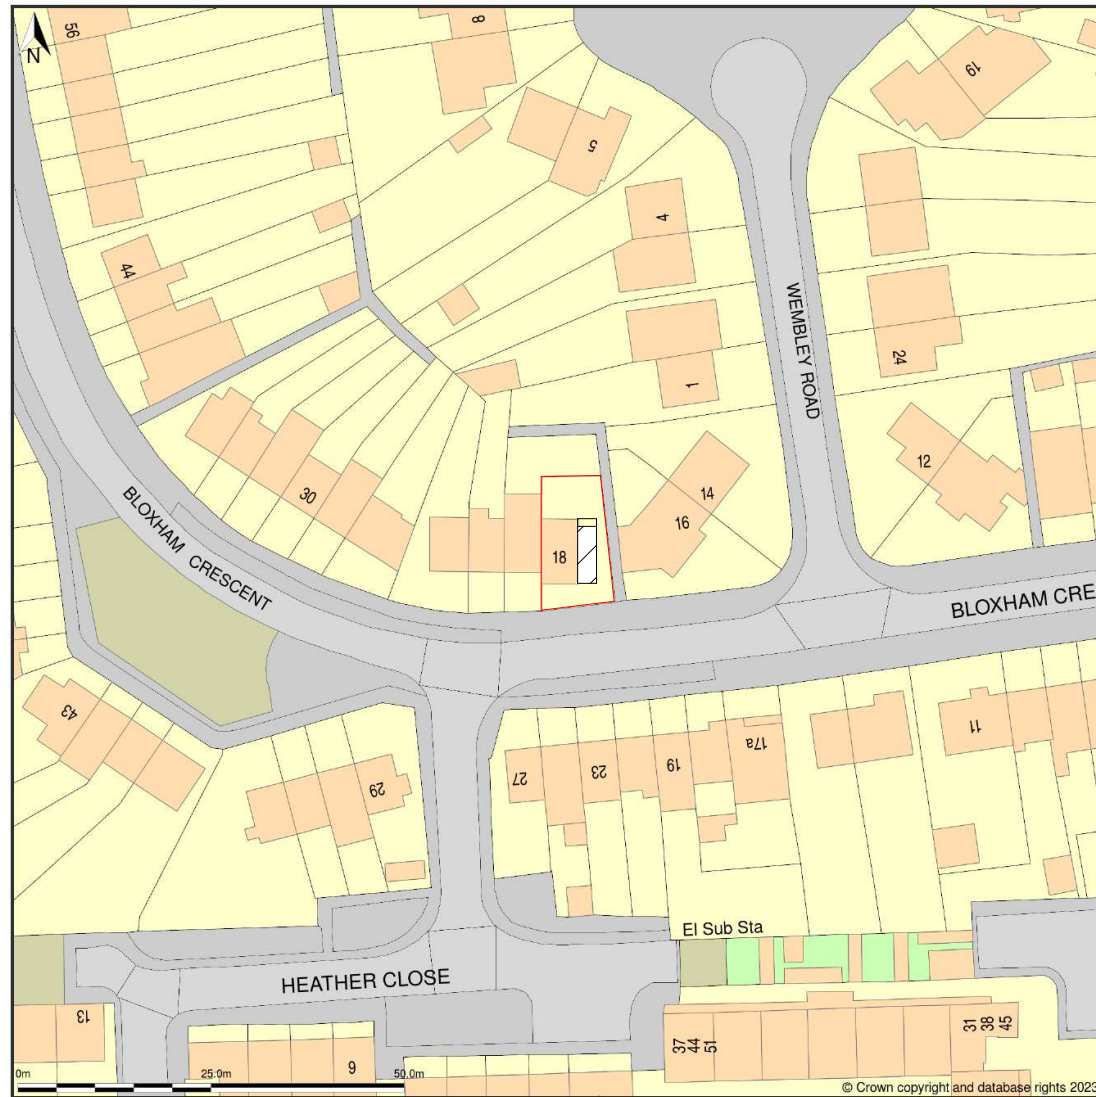 56
8
19
N
5
4
44
WEMBLEY ROAD
24
1
12
30
14
16
BLOXHAM CRESCENT
18
BLOXHAM CRE
43
11
17a
19
23
27
29
El Sub Sta
HEATHER CLOSE
13
31
38
45
37
44
51
9
0m
25.0m
50.0m
© Crown copyright and database rights 2023